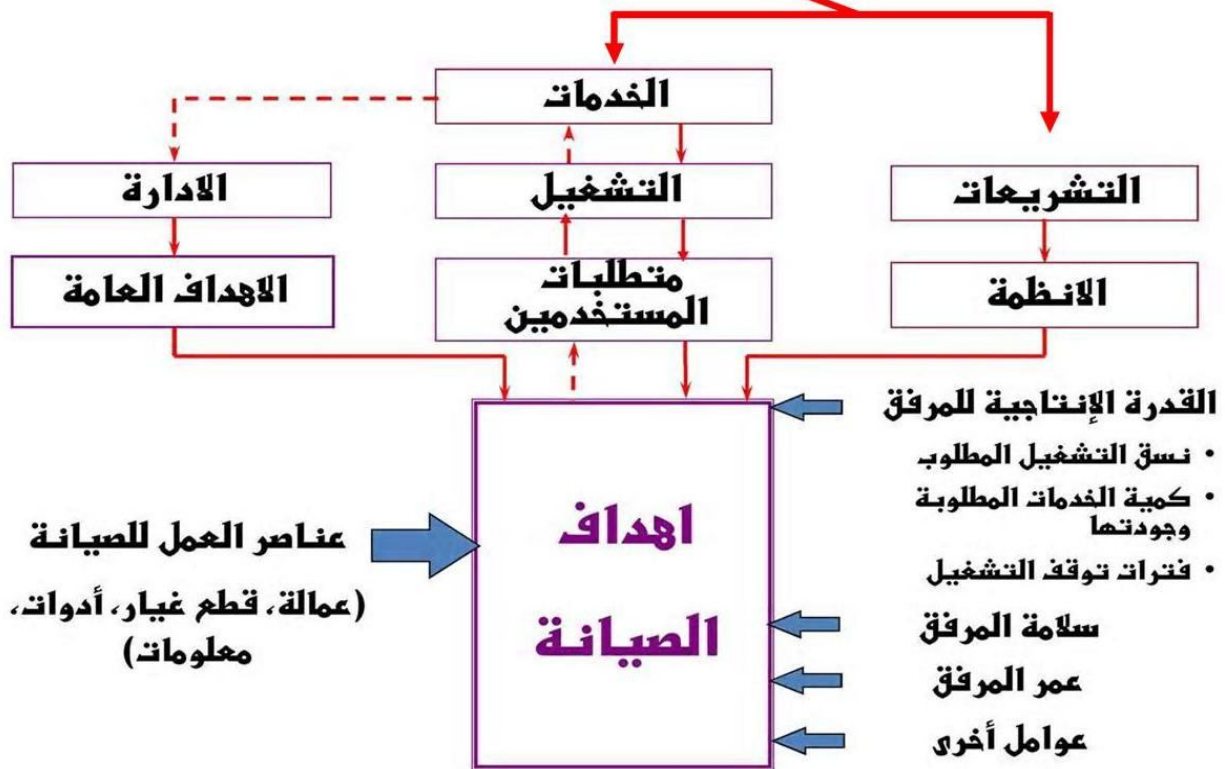 الخدمات
التشريعات
التشغيل
الادارة
الانظمة
متطلبات
المستخدمين
الاهداف العامة
القدرة الإنتاجية للمرفق
• نسق التشغيل المطلوب
• كمية الخدمات المطلوبة
وجودتها
• فترات توقف التشغيل
سلامة المرفق
عمر المرفق
عوامل أخرى
اهداف
الصيانة
عناصر العمل للصيانة
(عمالة، قطع غيار، أدوات،
معلومات)